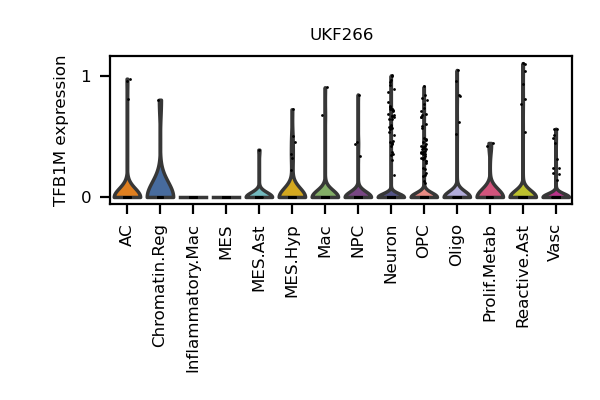 UKF266
TFB1M expression
1
0
AC
Chromatin.Reg
Inflammatory.Mac
MES
MES.Ast
MES.Hyp
Mac
NPC
Neuron
OPC
Oligo
Prolif.Metab
Reactive.Ast
Vasc